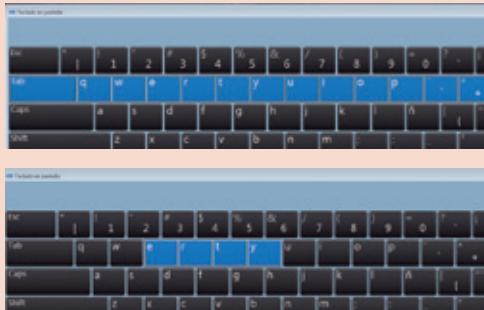 Teclado en pantalla
Esc ° | ! 1 " 2 # 3 $ 4 % 5 & 6 / 7 ( 8 ) 9 = 0 ?
Tab q w e r t y u i o p
Caps a s d f g h j k l ñ
Shift z x c v b n m
Teclado en pantalla
Esc ° | ! 1 " 2 # 3 $ 4 % 5 & 6 / 7 ( 8 ) 9 = 0 ?
Tab q w e r t y u i o p
Caps a s d f g h j k l ñ
Shift z x c v b n m